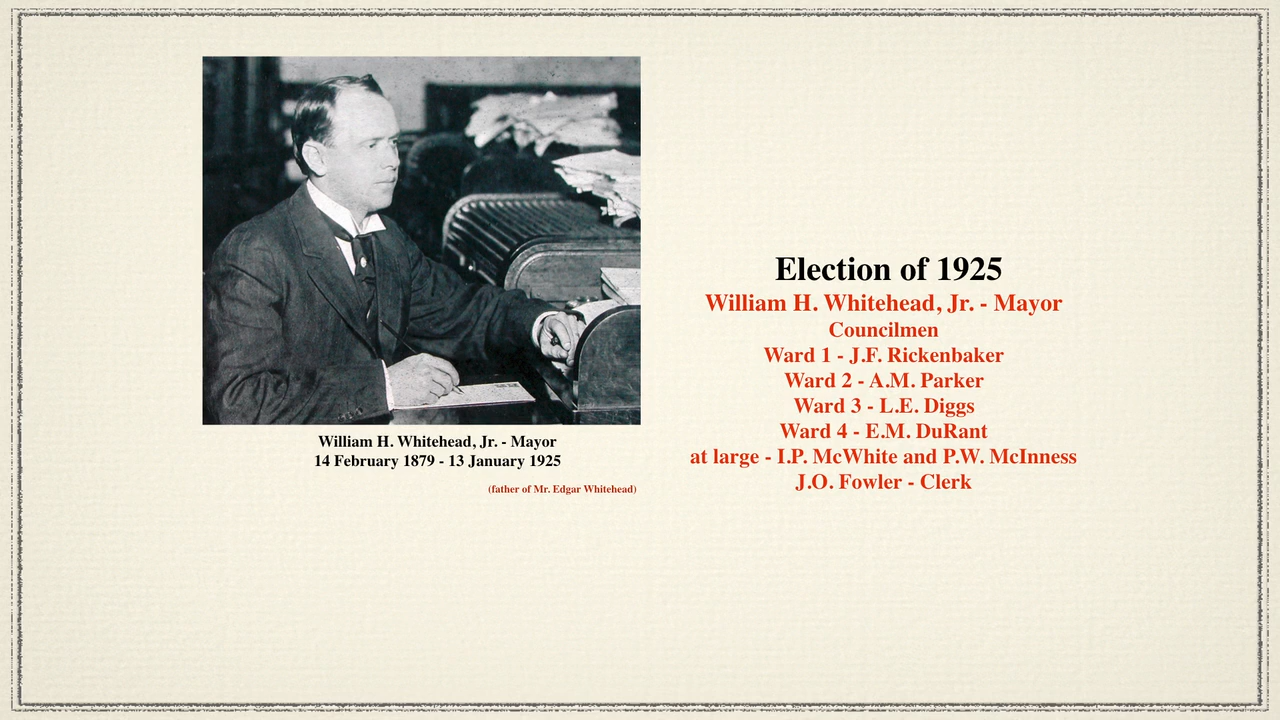 William H. Whitehead, Jr. - Mayor
14 February 1879 - 13 January 1925
(father of Mr. Edgar Whitehead)
Election of 1925
William H. Whitehead, Jr. - Mayor
Councilmen
Ward 1 - J.F. Rickenbaker
Ward 2 - A.M. Parker
Ward 3 - L.E. Diggs
Ward 4 - E.M. DuRant
at large - I.P. McWhite and P.W. McInness
J.O. Fowler - Clerk